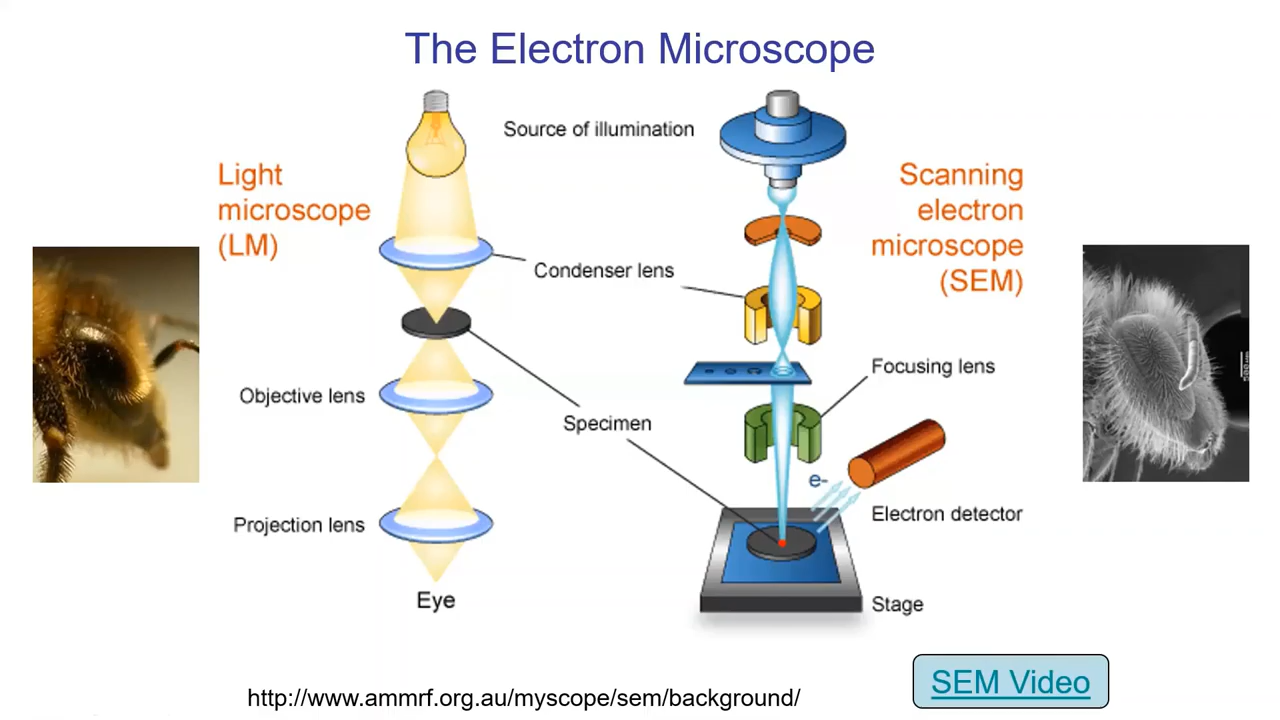 The Electron Microscope
Source of illumination
Light
microscope
(LM)
Scanning
electron
microscope
(SEM)
Condenser lens
Focusing lens
Objective lens
Specimen
e-
Projection lens
Electron detector
Eye
Stage
SEM Video
http://www.ammrf.org.au/myscope/sem/background/